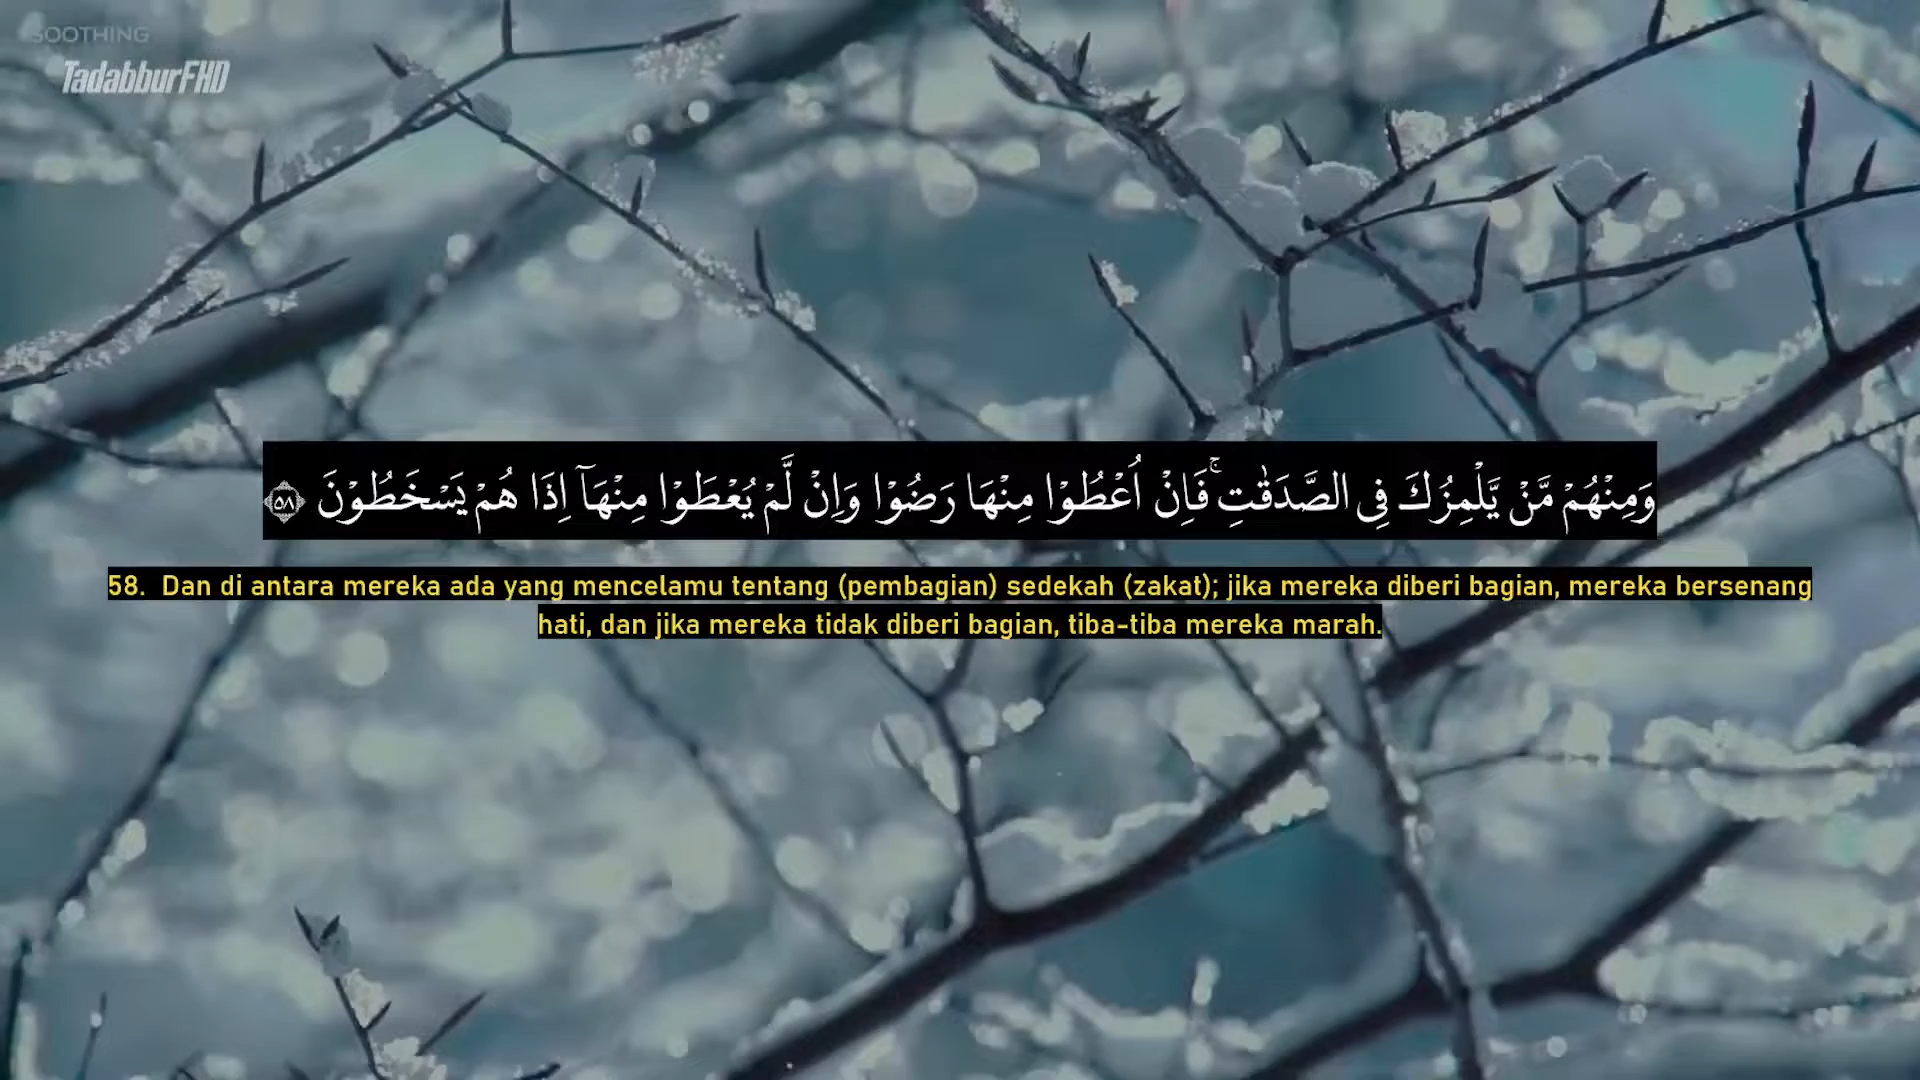 SOOTHING
TadabburFHD
وَمِنْهُمْ مَّنْ يَّلْمِزُكَ فِى الصَّدَقٰتِۚ فَاِنْ اُعْطُوْا مِنْهَا رَضُوْا وَاِنْ لَّمْ يُعْطَوْا مِنْهَآ اِذَا هُمْ يَسْخَطُوْنَ ٥٨
58. Dan di antara mereka ada yang mencelamu tentang (pembagian) sedekah (zakat); jika mereka diberi bagian, mereka bersenang
hati, dan jika mereka tidak diberi bagian, tiba-tiba mereka marah.